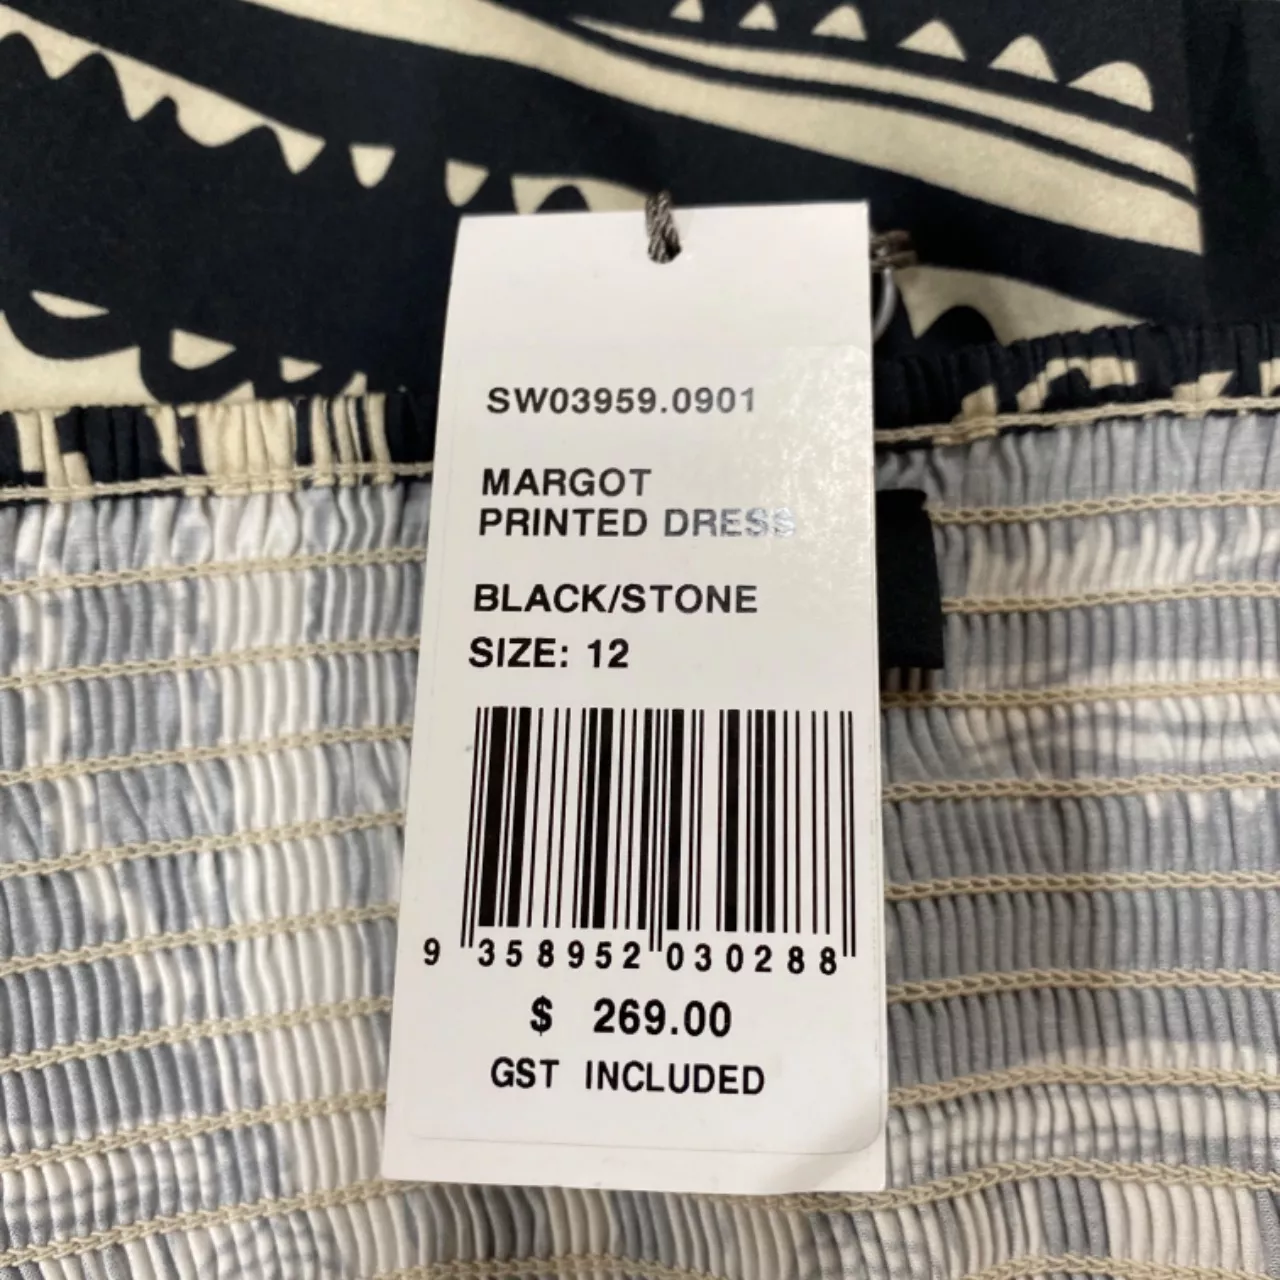 SW03959.0901
MARGOT
PRINTED DRESS
BLACK/STONE
SIZE: 12
9 358952 030288
$ 269.00
GST INCLUDED